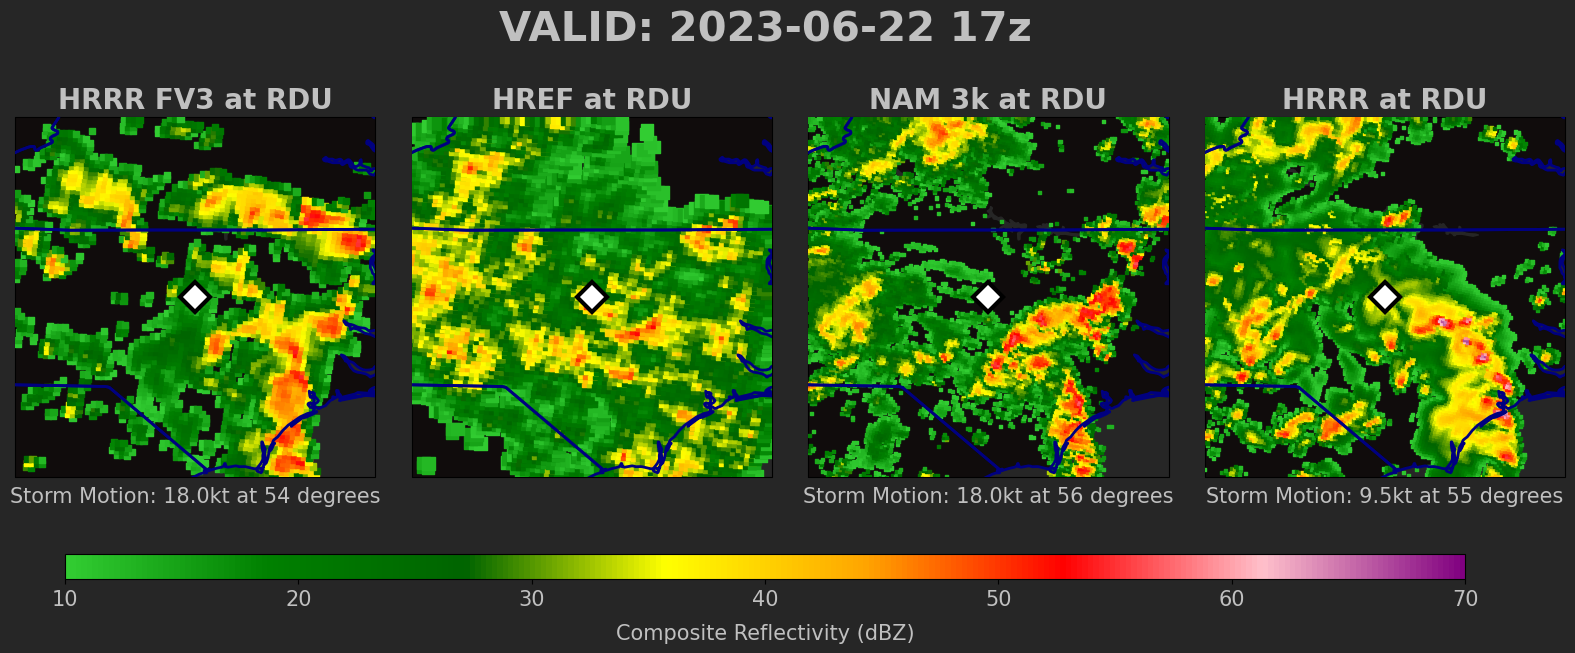 VALID: 2023-06-22 17z
HRRR FV3 at RDU
HREF at RDU
NAM 3k at RDU
HRRR at RDU
Storm Motion: 18.0kt at 54 degrees
Storm Motion: 18.0kt at 56 degrees
Storm Motion: 9.5kt at 55 degrees
10 20 30 40 50 60 70
Composite Reflectivity (dBZ)